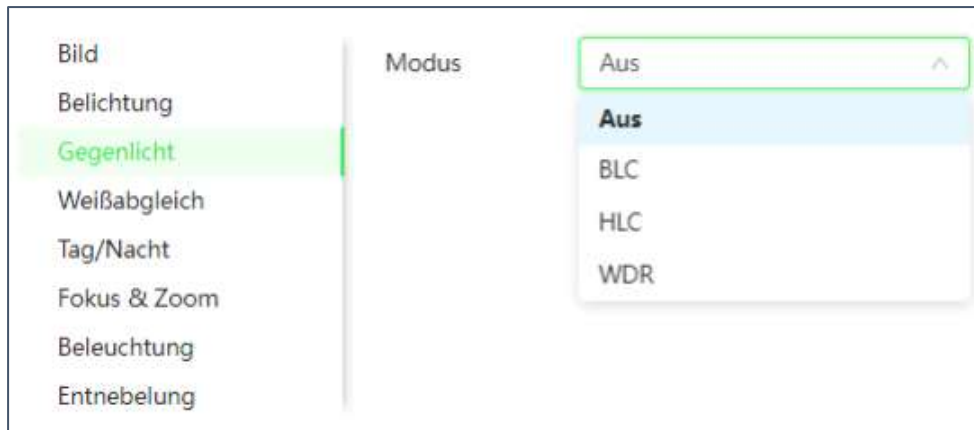 Bild
Belichtung
Gegenlicht
Weißabgleich
Tag/Nacht
Fokus & Zoom
Beleuchtung
Entnebelung
Modus
Aus
Aus
BLC
HLC
WDR